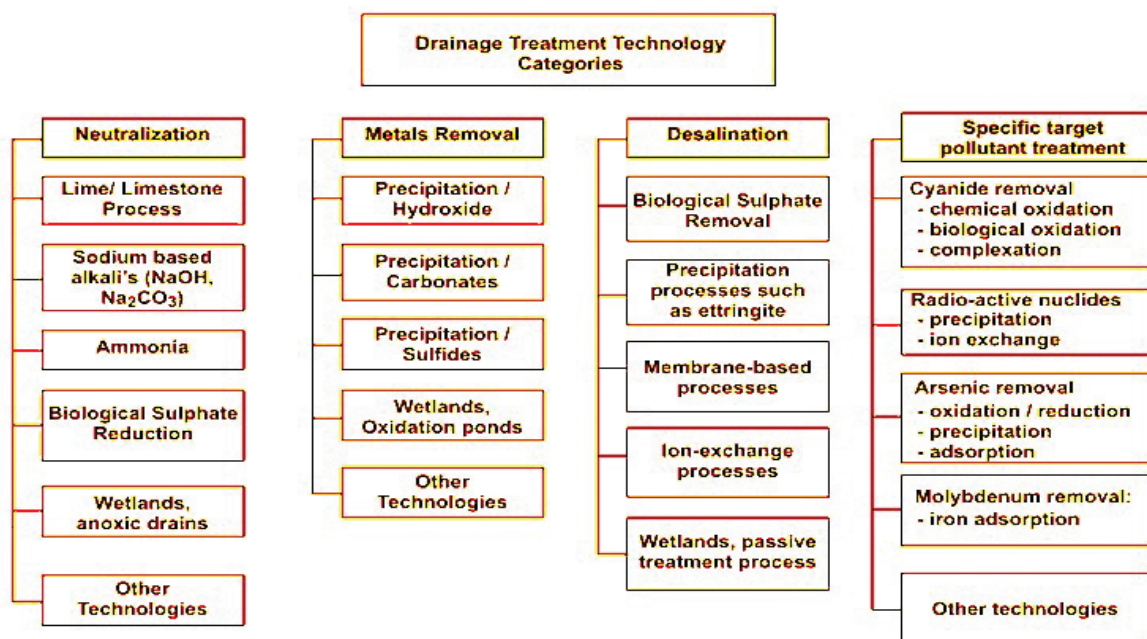 Drainage Treatment Technology
Categories
Neutralization
Lime/ Limestone
Process
Sodium based
alkali's (NaOH,
Na₂CO₃)
Ammonia
Biological Sulphate
Reduction
Wetlands,
anoxic drains
Other
Technologies
Metals Removal
Precipitation /
Hydroxide
Precipitation /
Carbonates
Precipitation /
Sulfides
Wetlands,
Oxidation ponds
Other
Technologies
Desalination
Biological Sulphate
Removal
Precipitation
processes such
as ettringite
Membrane-based
processes
Ion-exchange
processes
Wetlands, passive
treatment process
Specific target
pollutant treatment
Cyanide removal
- chemical oxidation
- biological oxidation
- complexation
Radio-active nuclides
- precipitation
- ion exchange
Arsenic removal
- oxidation / reduction
- precipitation
- adsorption
Molybdenum removal:
- iron adsorption
Other technologies